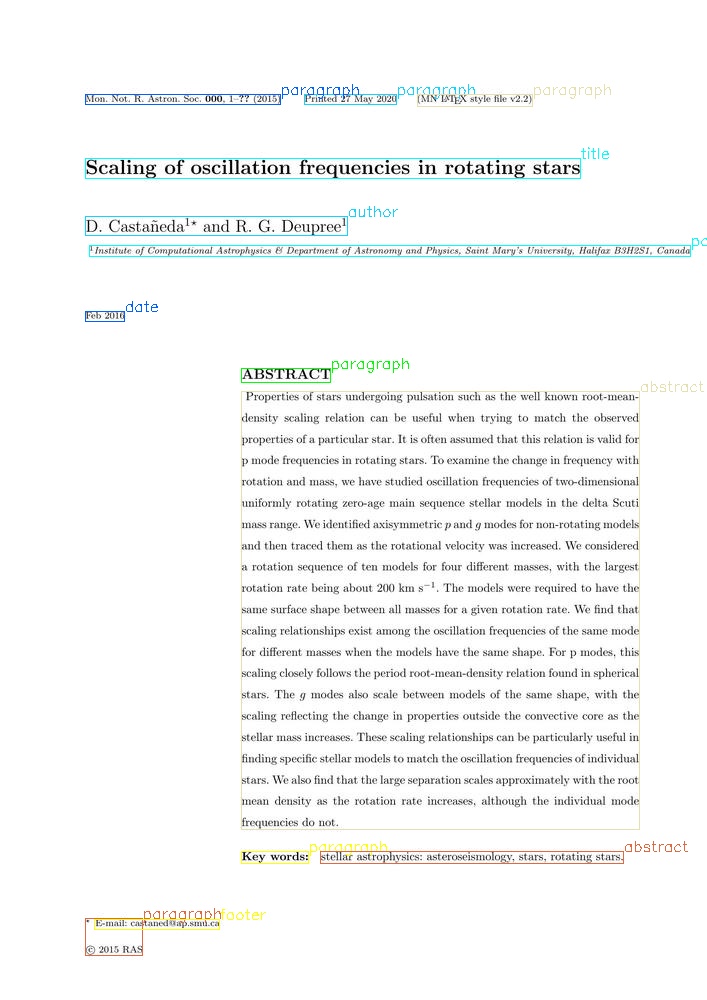 Mon. Not. R. Astron. Soc. 000, 1–?? (2015) paragraph Printed 27 May 2020 paragraph (MN LATEX style file v2.2) paragraph
Scaling of oscillation frequencies in rotating stars title
D. Castañeda¹⋆ and R. G. Deupree¹ author
¹Institute of Computational Astrophysics & Department of Astronomy and Physics, Saint Mary's University, Halifax B3H2S1, Canada pa
Feb 2016 date
ABSTRACT paragraph
abstract
Properties of stars undergoing pulsation such as the well known root-mean-
density scaling relation can be useful when trying to match the observed
properties of a particular star. It is often assumed that this relation is valid for
p mode frequencies in rotating stars. To examine the change in frequency with
rotation and mass, we have studied oscillation frequencies of two-dimensional
uniformly rotating zero-age main sequence stellar models in the delta Scuti
mass range. We identified axisymmetric p and g modes for non-rotating models
and then traced them as the rotational velocity was increased. We considered
a rotation sequence of ten models for four different masses, with the largest
rotation rate being about 200 km s⁻¹. The models were required to have the
same surface shape between all masses for a given rotation rate. We find that
scaling relationships exist among the oscillation frequencies of the same mode
for different masses when the models have the same shape. For p modes, this
scaling closely follows the period root-mean-density relation found in spherical
stars. The g modes also scale between models of the same shape, with the
scaling reflecting the change in properties outside the convective core as the
stellar mass increases. These scaling relationships can be particularly useful in
finding specific stellar models to match the oscillation frequencies of individual
stars. We also find that the large separation scales approximately with the root
mean density as the rotation rate increases, although the individual mode
frequencies do not.
Key words: paragraph stellar astrophysics: asteroseismology, stars, rotating stars. abstract
⋆ E-mail: castaned@ap.smu.ca paragraph footer
© 2015 RAS